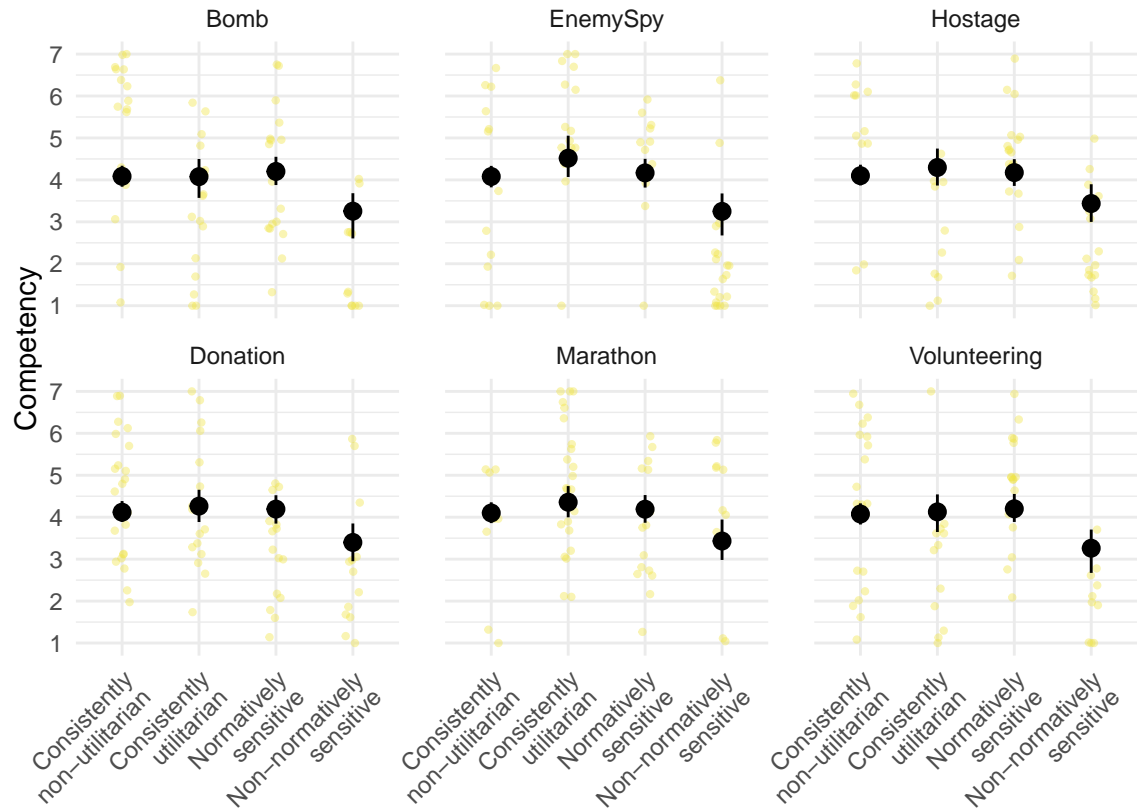 Bomb
EnemySpy
Hostage
7
6
5
4
3
2
1
Competency
Donation
Marathon
Volunteering
7
6
5
4
3
2
1
Consistently
non−utilitarian
Consistently
utilitarian
Normatively
sensitive
Non−normatively
sensitive
Consistently
non−utilitarian
Consistently
utilitarian
Normatively
sensitive
Non−normatively
sensitive
Consistently
non−utilitarian
Consistently
utilitarian
Normatively
sensitive
Non−normatively
sensitive